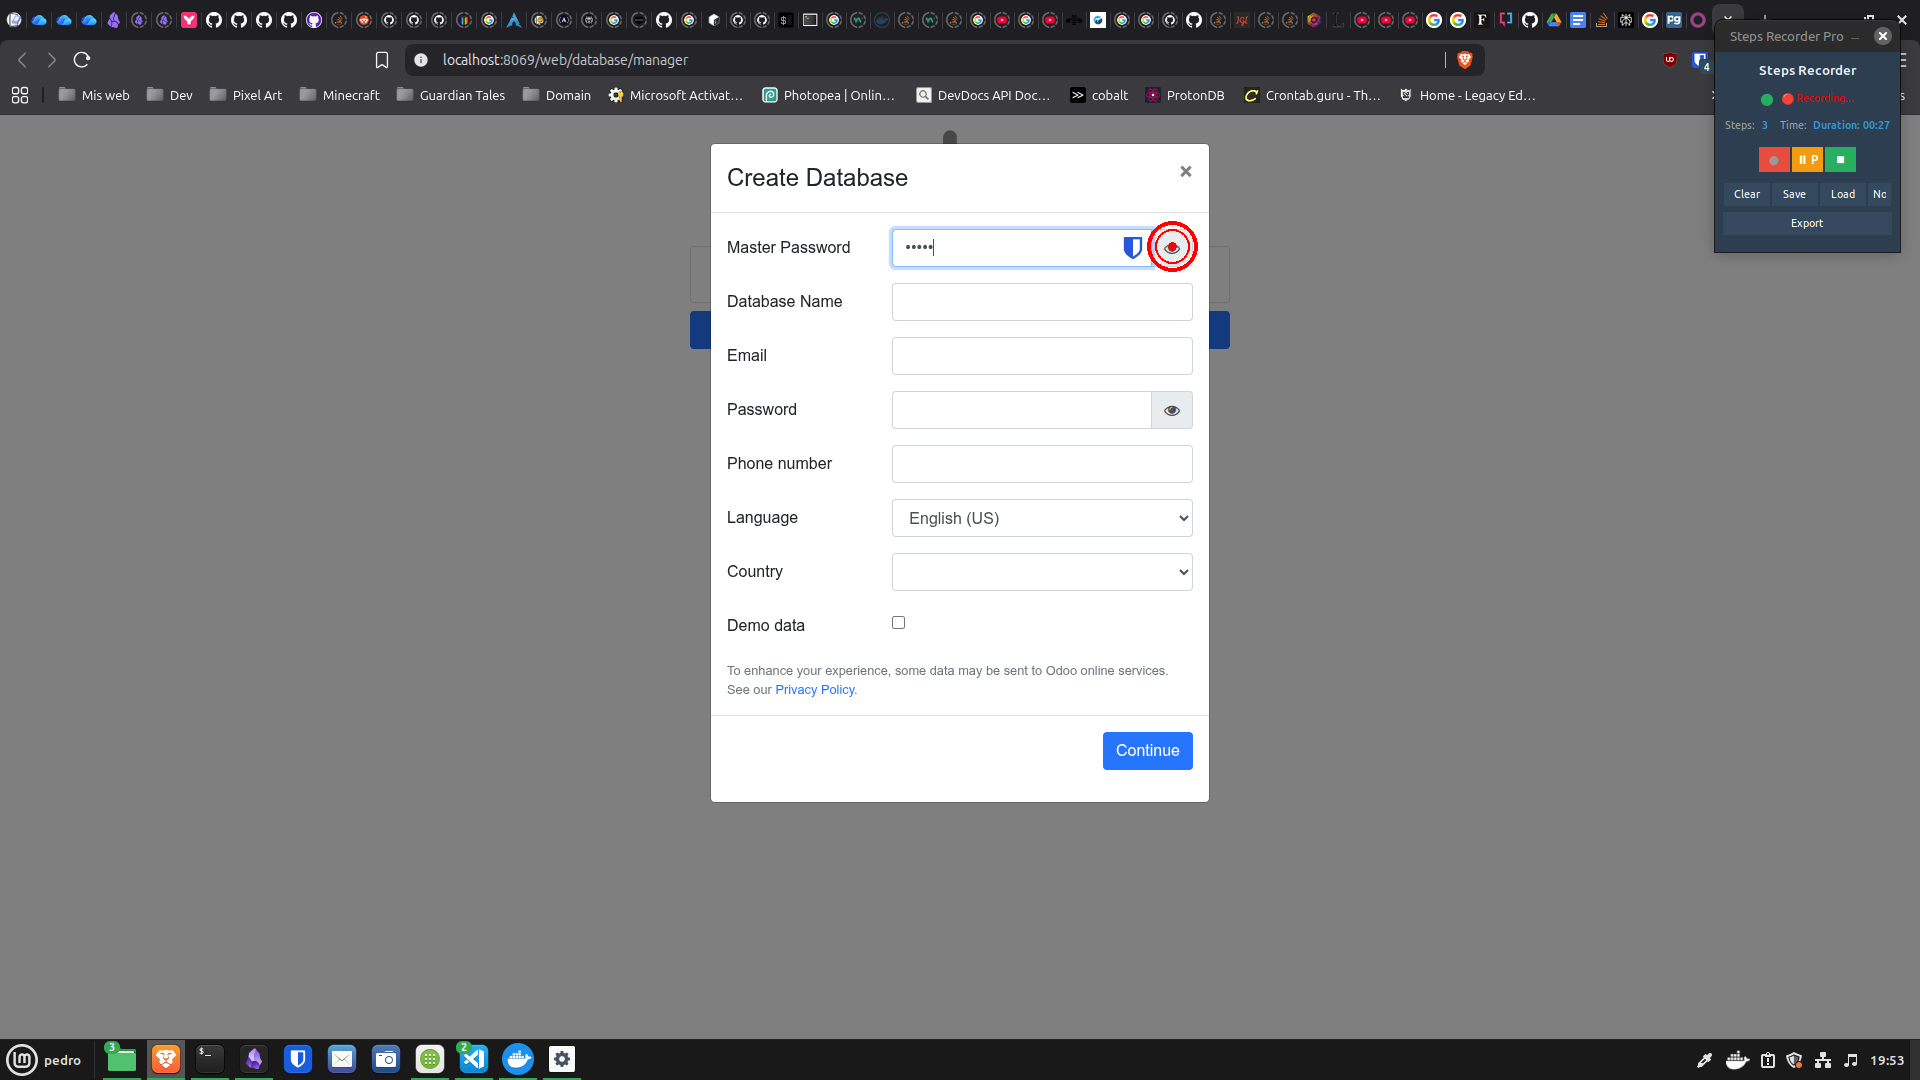 localhost:8069/web/database/manager
Mis web
Dev
Pixel Art
Minecraft
Guardian Tales
Domain
Microsoft Activat...
Photopea | Onlin...
DevDocs API Doc...
cobalt
ProtonDB
Crontab.guru - Th...
Home - Legacy Ed...
Steps Recorder Pro
Steps Recorder
Recording...
Steps: 3 Time: Duration: 00:27
P
Clear Save Load No
Export
4
Create Database
×
Master Password •••••
Database Name
Email
Password
Phone number
Language English (US)
Country
Demo data
To enhance your experience, some data may be sent to Odoo online services.
See our Privacy Policy.
Continue
pedro
3
2
19:53